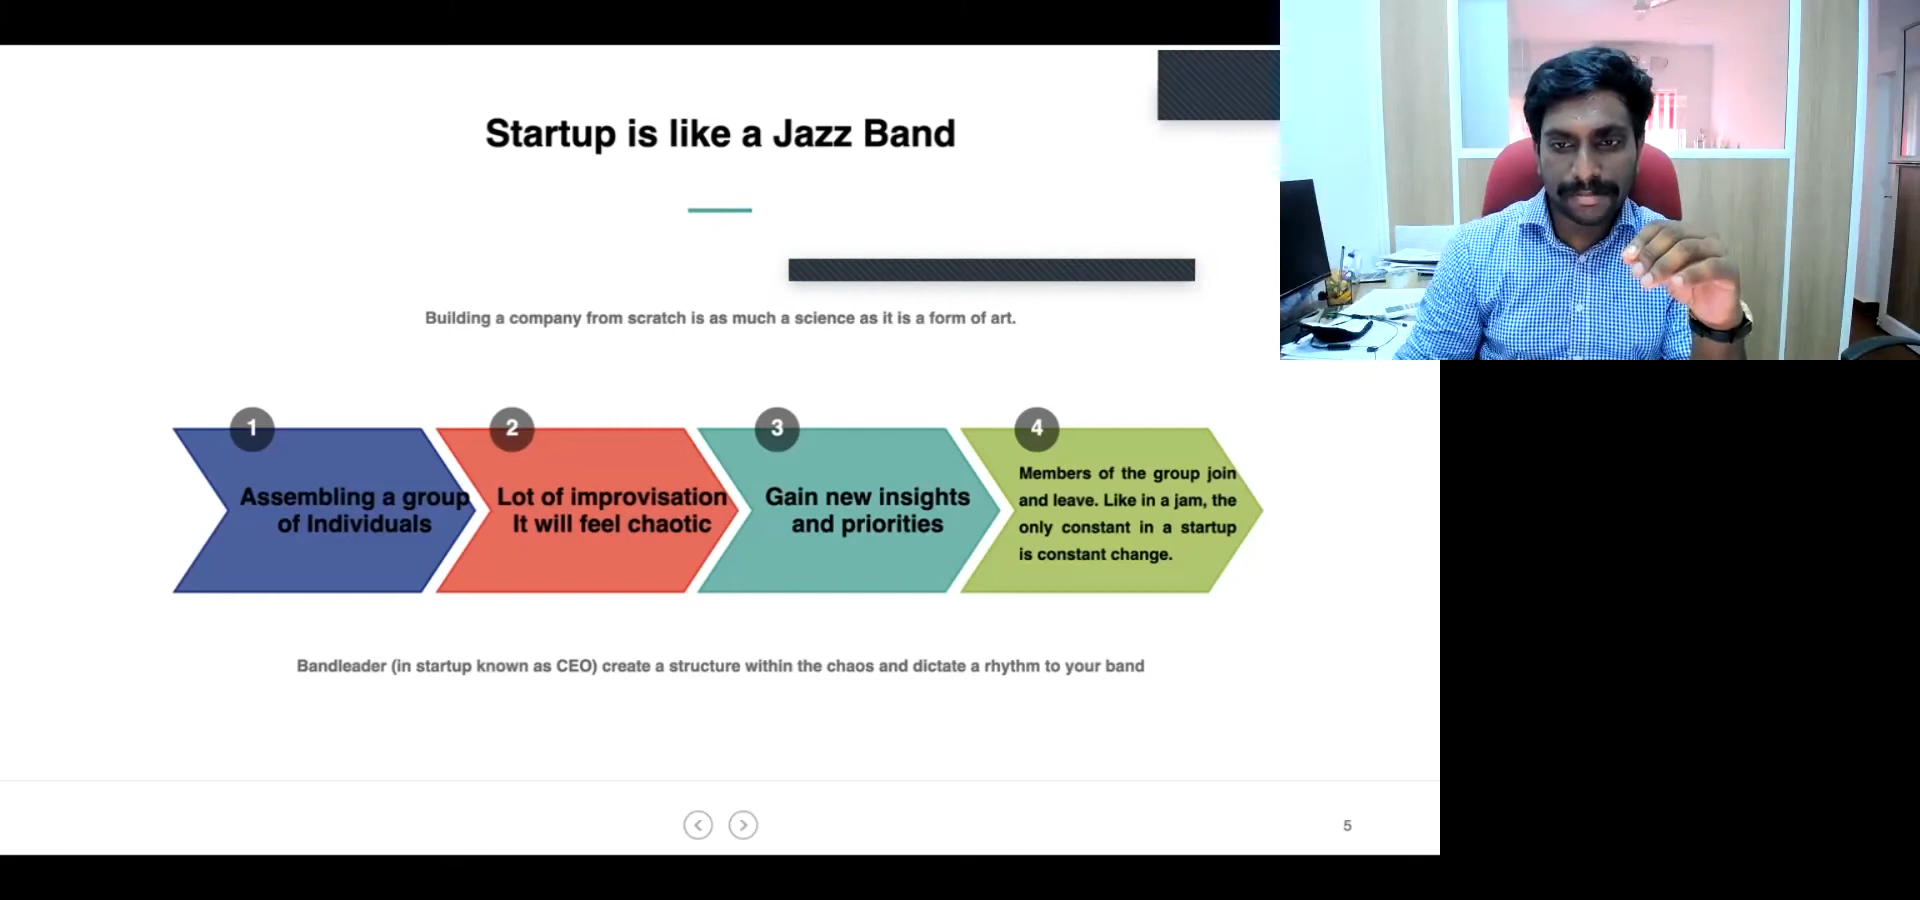 Startup is like a Jazz Band
Building a company from scratch is as much a science as it is a form of art.
1
Assembling a group
of Individuals
2
Lot of improvisation
It will feel chaotic
3
Gain new insights
and priorities
4
Members of the group join
and leave. Like in a jam, the
only constant in a startup
is constant change.
Bandleader (in startup known as CEO) create a structure within the chaos and dictate a rhythm to your band
5